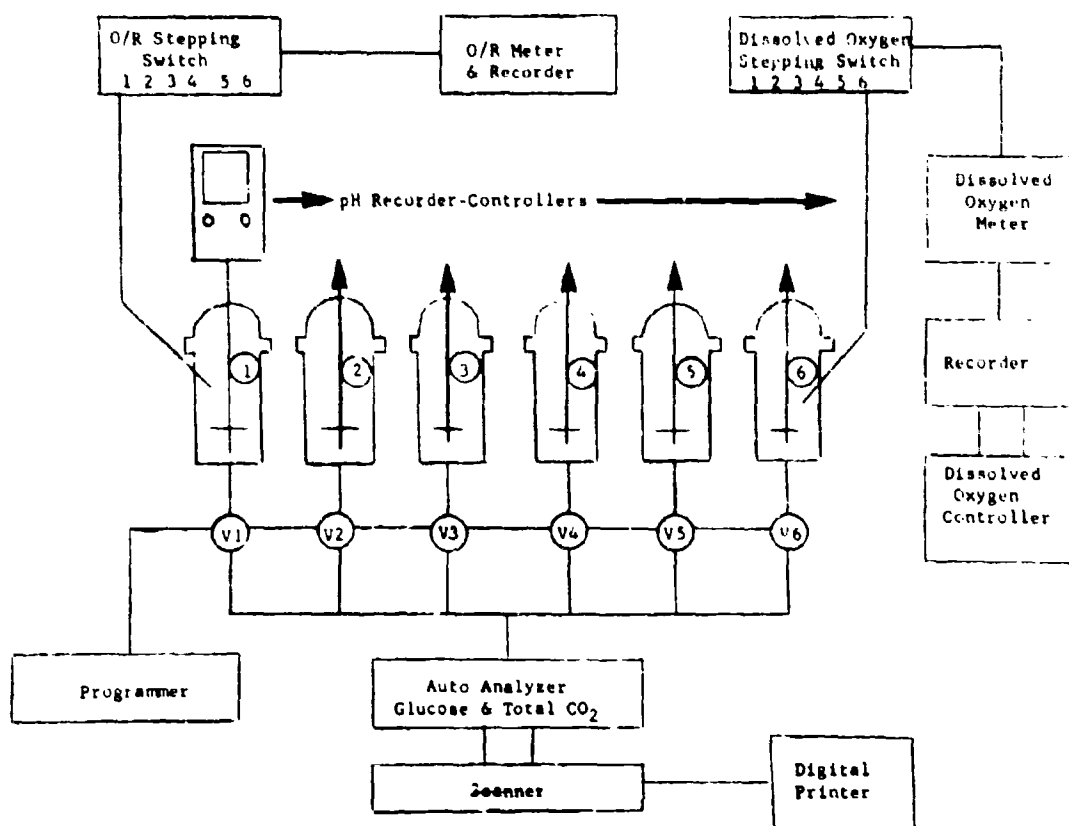 O/R Stepping
Switch
1 2 3 4 5 6
O/R Meter
& Recorder
Dissolved Oxygen
Stepping Switch
1 2 3 4 5 6
pH Recorder-Controllers
Dissolved
Oxygen
Meter
1
2
3
4
5
6
Recorder
Dissolved
Oxygen
Controller
V1
V2
V3
V4
V5
V6
Programmer
Auto Analyzer
Glucose & Total CO₂
Scanner
Digital
Printer